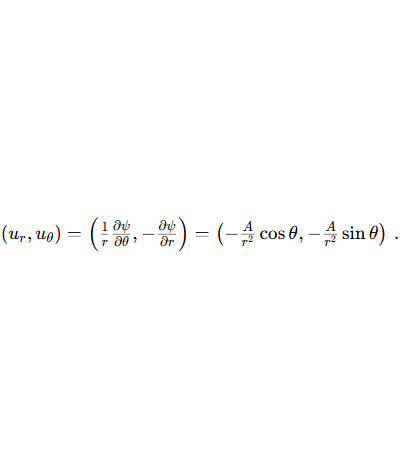 $(u_r, u_\theta) = \left( \frac{1}{r} \frac{\partial \psi}{\partial \theta}, -\frac{\partial \psi}{\partial r} \right) = \left( -\frac{A}{r^2} \cos \theta, -\frac{A}{r^2} \sin \theta \right) \ .$